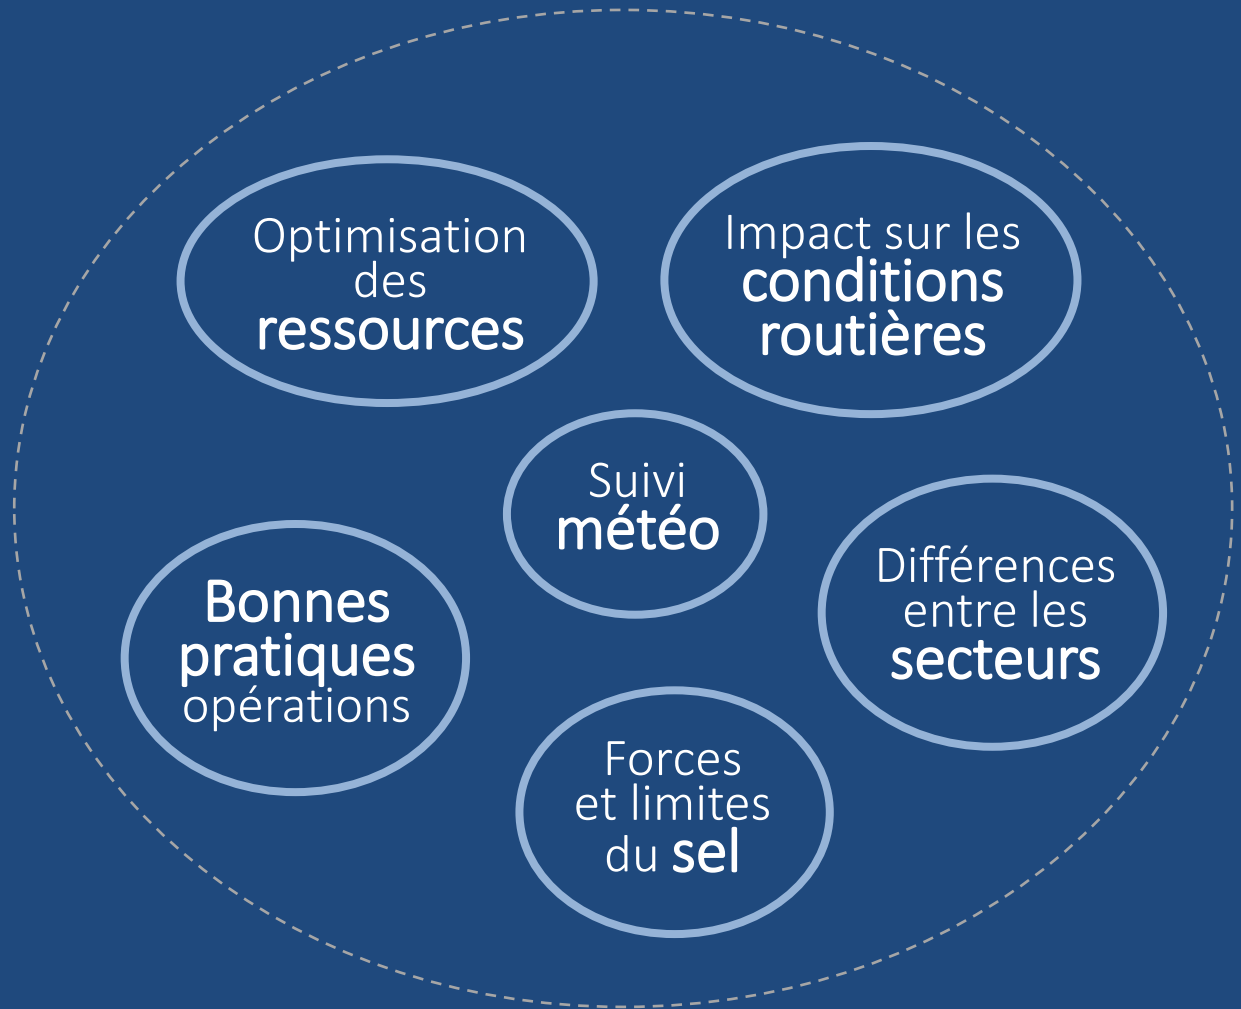 Optimisation
des
ressources
Impact sur les
conditions
routières
Suivi
météo
Bonnes
pratiques
opérations
Différences
entre les
secteurs
Forces
et limites
du sel